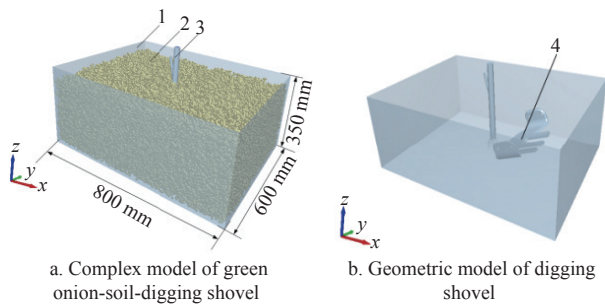 1
2
3
4
350 mm
600 mm
800 mm
z
y
x
z
y
x
a. Complex model of green
onion-soil-digging shovel
b. Geometric model of digging
shovel